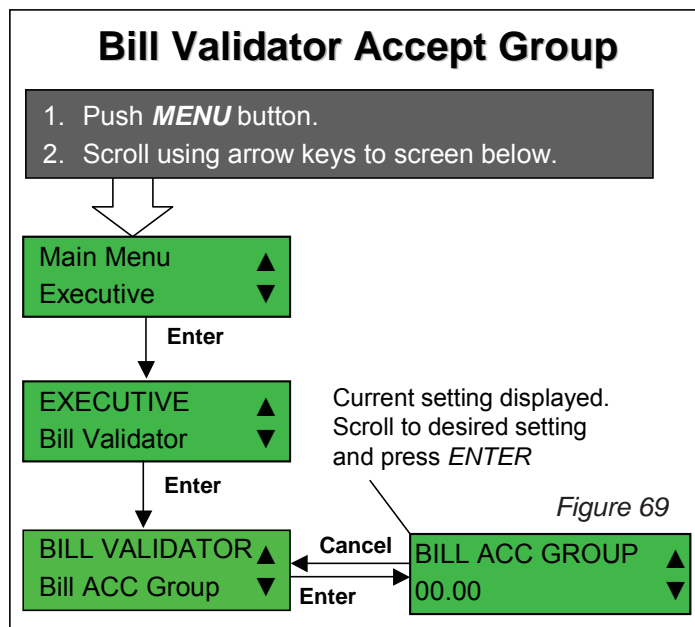 Bill Validator Accept Group
1. Push MENU button.
2. Scroll using arrow keys to screen below.
Main Menu ▲
Executive ▼
Enter
EXECUTIVE ▲
Bill Validator ▼
Enter
Current setting displayed.
Scroll to desired setting
and press ENTER
Figure 69
BILL VALIDATOR ▲
Bill ACC Group ▼
Cancel
Enter
BILL ACC GROUP ▲
00.00 ▼